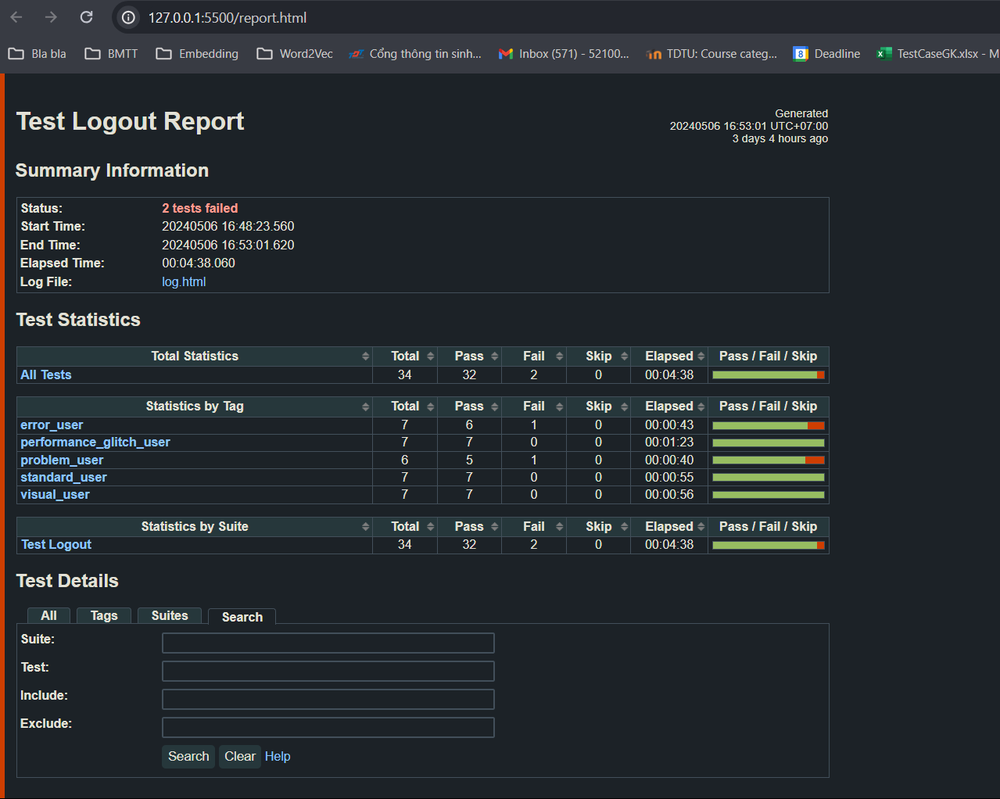 127.0.0.1:5500/report.html
Bla bla BMTT Embedding Word2Vec Cổng thông tin sinh... Inbox (571) - 52100... TDTU: Course categ... 8 Deadline TestCaseGK.xlsx - M
Test Logout Report
Generated
20240506 16:53:01 UTC+07:00
3 days 4 hours ago
Summary Information
Status: 2 tests failed
Start Time: 20240506 16:48:23.560
End Time: 20240506 16:53:01.620
Elapsed Time: 00:04:38.060
Log File: log.html
Test Statistics
Total Statistics Total Pass Fail Skip Elapsed Pass / Fail / Skip
All Tests 34 32 2 0 00:04:38
Statistics by Tag Total Pass Fail Skip Elapsed Pass / Fail / Skip
error_user 7 6 1 0 00:00:43
performance_glitch_user 7 7 0 0 00:01:23
problem_user 6 5 1 0 00:00:40
standard_user 7 7 0 0 00:00:55
visual_user 7 7 0 0 00:00:56
Statistics by Suite Total Pass Fail Skip Elapsed Pass / Fail / Skip
Test Logout 34 32 2 0 00:04:38
Test Details
All Tags Suites Search
Suite:
Test:
Include:
Exclude:
Search Clear Help